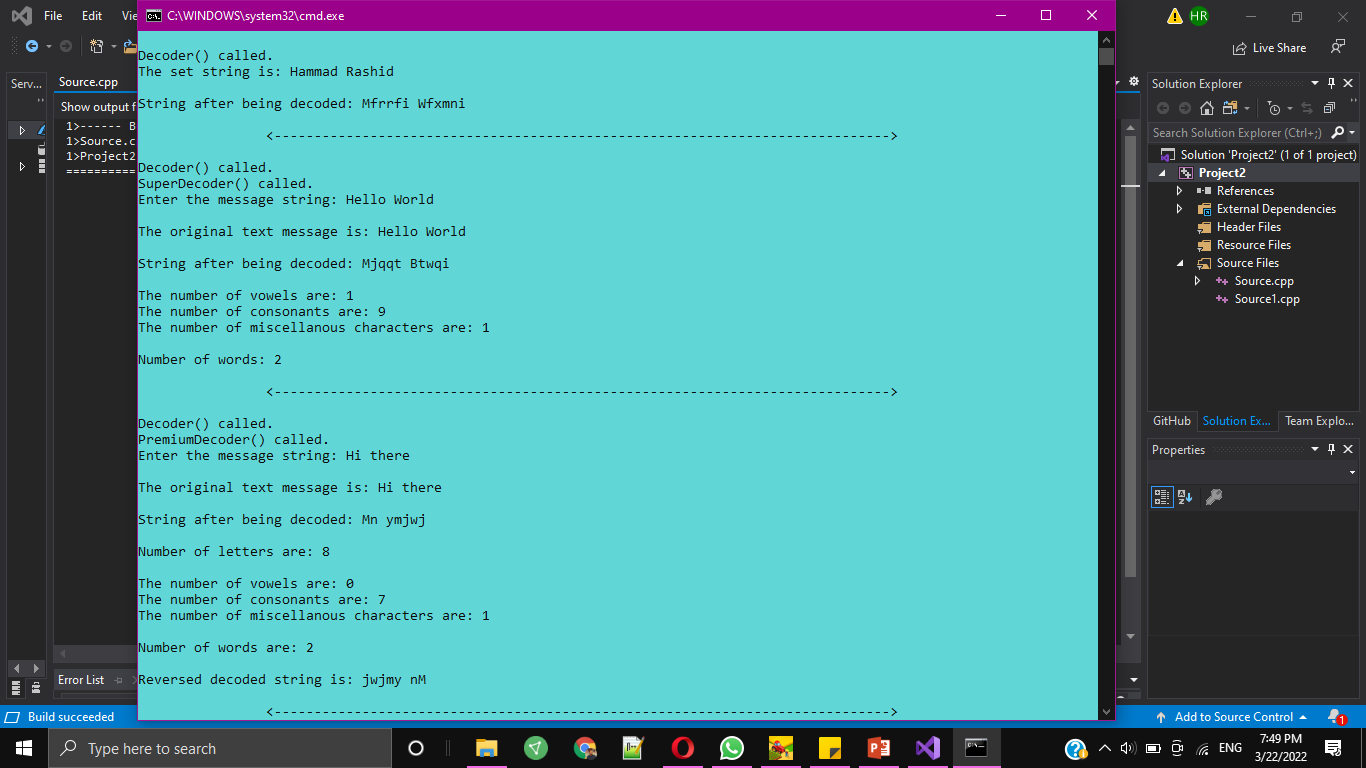 File Edit Vie
C:\WINDOWS\system32\cmd.exe
HR
Live Share
Serv...
Source.cpp
Show output f
1>------ B
1>Source.c
1>Project2
==========
Decoder() called.
The set string is: Hammad Rashid
String after being decoded: Mfrrfi Wfxmni
<----------------------------------------------------------------------------->
Decoder() called.
SuperDecoder() called.
Enter the message string: Hello World
The original text message is: Hello World
String after being decoded: Mjqqt Btwqi
The number of vowels are: 1
The number of consonants are: 9
The number of miscellanous characters are: 1
Number of words: 2
<----------------------------------------------------------------------------->
Decoder() called.
PremiumDecoder() called.
Enter the message string: Hi there
The original text message is: Hi there
String after being decoded: Mn ymjwj
Number of letters are: 8
The number of vowels are: 0
The number of consonants are: 7
The number of miscellanous characters are: 1
Number of words are: 2
Reversed decoded string is: jwjmy nM
<----------------------------------------------------------------------------->
Solution Explorer
Search Solution Explorer (Ctrl+;)
Solution 'Project2' (1 of 1 project)
Project2
References
External Dependencies
Header Files
Resource Files
Source Files
Source.cpp
Source1.cpp
GitHub Solution Ex... Team Explo...
Properties
Error List
Build succeeded
Add to Source Control
1
Type here to search
ENG
7:49 PM
3/22/2022